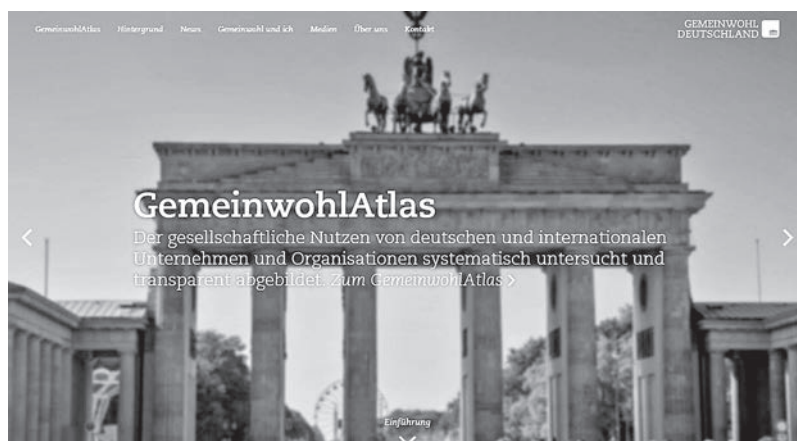 GemeinwohlAtlas Hintergrund News Gemeinwohl und ich Medien Über uns Kontakt
GEMEINWOHL
DEUTSCHLAND
GemeinwohlAtlas
Der gesellschaftliche Nutzen von deutschen und internationalen
Unternehmen und Organisationen systematisch untersucht und
transparent abgebildet. Zum GemeinwohlAtlas >
Einführung